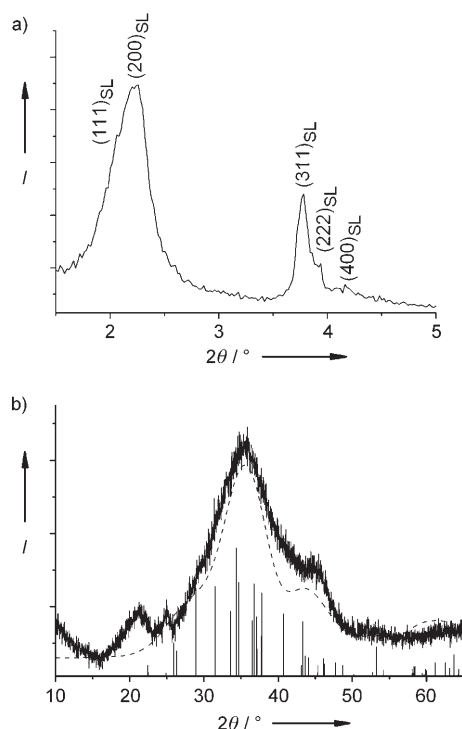 a)
(111)SL
(200)SL
(311)SL
(222)SL
(400)SL
I
2 3 4 5
2θ / °
b)
I
10 20 30 40 50 60
2θ / °